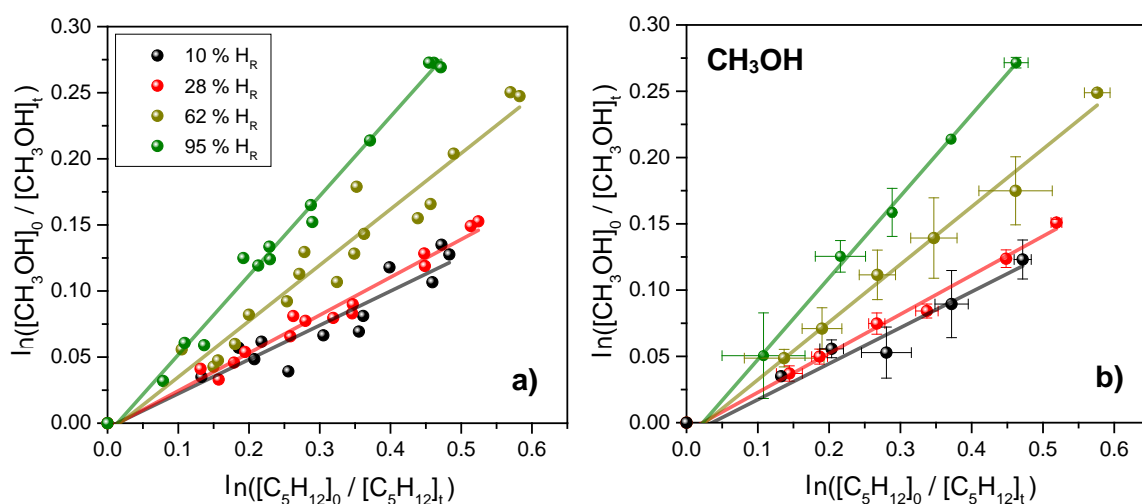 0.30
0.25
0.20
0.15
0.10
0.05
0.00
ln([CH₃OH]₀ / [CH₃OH]ₜ)
10 % H_R
28 % H_R
62 % H_R
95 % H_R
a)
0.0 0.1 0.2 0.3 0.4 0.5 0.6
ln([C₅H₁₂]₀ / [C₅H₁₂]ₜ)
0.30
0.25
0.20
0.15
0.10
0.05
0.00
ln([CH₃OH]₀ / [CH₃OH]ₜ)
CH₃OH
b)
0.0 0.1 0.2 0.3 0.4 0.5 0.6
ln([C₅H₁₂]₀ / [C₅H₁₂]ₜ)